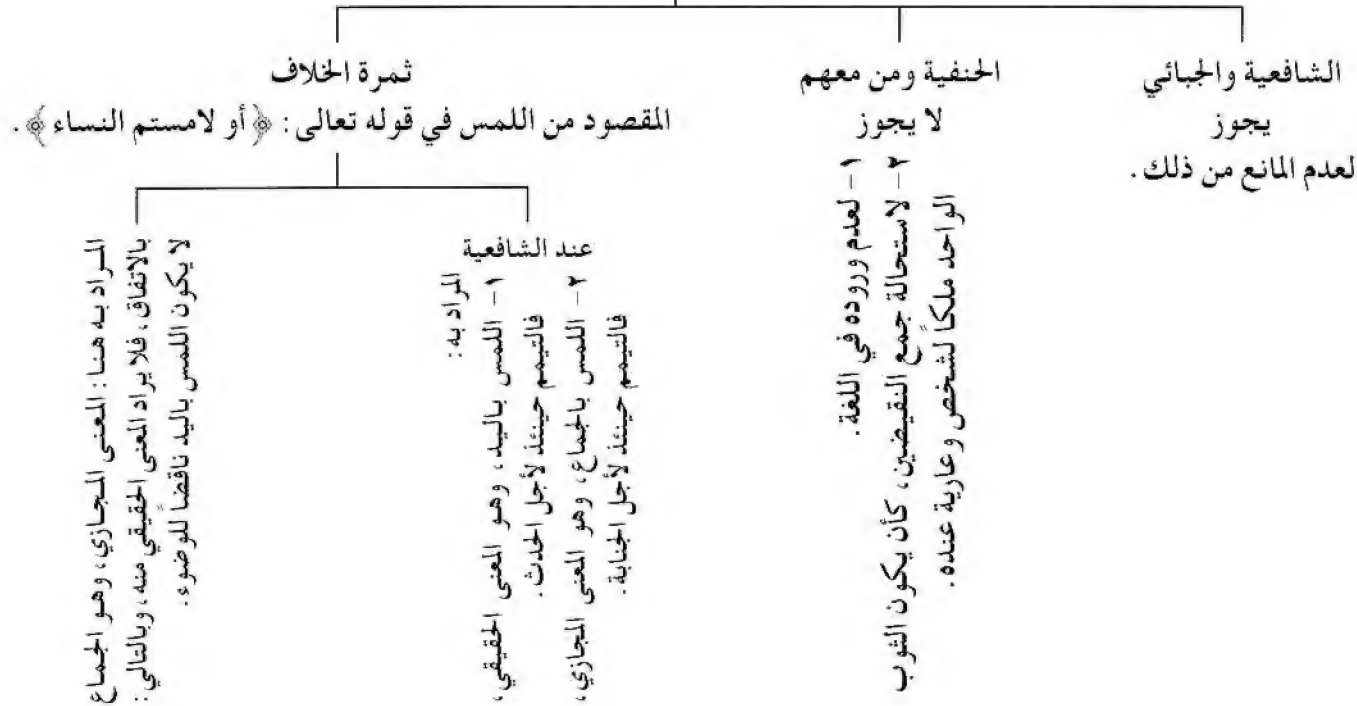 الشافعية والجبائي
يجوز
لعدم المانع من ذلك.
الحنفية ومن معهم
لا يجوز
١- لعدم وروده في اللغة.
٢- لاستحالة جمع النقيضين، كأن يكون الثوب
الواحد ملكاً لشخص وعارية عنده.
ثمرة الخلاف
المقصود من اللمس في قوله تعالى: ﴿أو لامستم النساء﴾.
عند الشافعية
المراد به:
١- اللمس باليد، وهو المعنى الحقيقي،
فالتيمم حينئذ لأجل الحدث.
٢- اللمس بالجماع، وهو المعنى المجازي،
فالتيمم حينئذ لأجل الجنابة.
المراد به هنا: المعنى المجازي، وهو الجماع
بالاتفاق، فلا يراد المعنى الحقيقي منه، وبالتالي:
لا يكون اللمس باليد ناقضاً للوضوء.